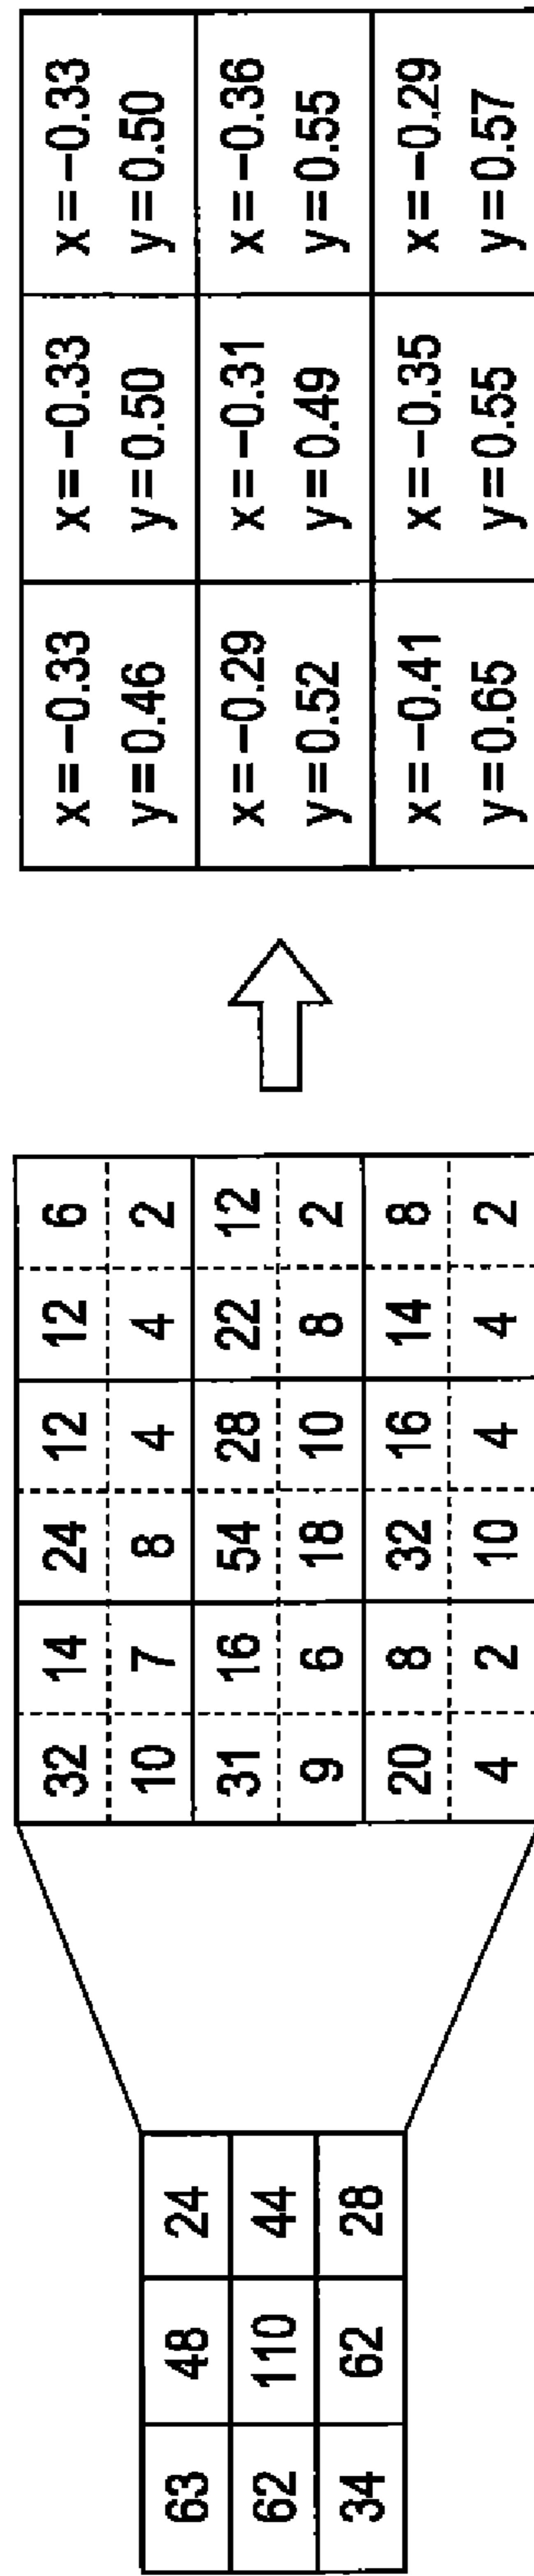 63 48 24
62 110 44
34 62 28
32 14 24 12 12 6
10 7 8 4 4 2
31 16 54 28 22 12
9 6 18 10 8 2
20 8 32 16 14 8
4 2 10 4 4 2
x=−0.33 x=−0.33 x=−0.33
y=0.46 y=0.50 y=0.50
x=−0.29 x=−0.31 x=−0.36
y=0.52 y=0.49 y=0.55
x=−0.41 x=−0.35 x=−0.29
y=0.65 y=0.55 y=0.57